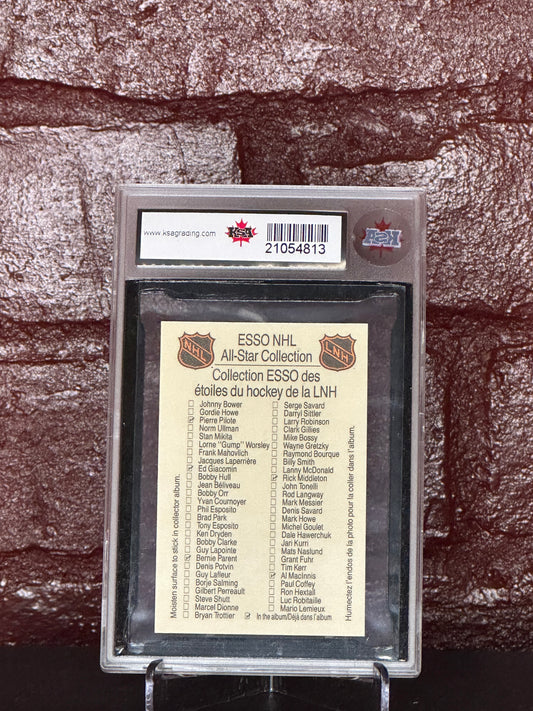 www.ksagrading.com
KSA
21054813
KSA
NHL
ESSO NHL
All-Star Collection
LNH
Collection ESSO des
étoiles du hockey de la LNH
Johnny Bower
Gordie Howe
Pierre Pilote
Norm Ullman
Stan Mikita
Lorne "Gump" Worsley
Frank Mahovlich
Jacques Laperrière
Ed Giacomin
Bobby Hull
Jean Béliveau
Bobby Orr
Yvan Cournoyer
Phil Esposito
Brad Park
Tony Esposito
Ken Dryden
Bobby Clarke
Guy Lapointe
Bernie Parent
Denis Potvin
Guy Lafleur
Borje Salming
Gilbert Perreault
Steve Shutt
Marcel Dionne
Bryan Trottier
Serge Savard
Darryl Sittler
Larry Robinson
Clark Gillies
Mike Bossy
Wayne Gretzky
Raymond Bourque
Billy Smith
Lanny McDonald
Rick Middleton
John Tonelli
Rod Langway
Mark Messier
Denis Savard
Mark Howe
Michel Goulet
Dale Hawerchuk
Jari Kurri
Mats Naslund
Grant Fuhr
Tim Kerr
Al MacInnis
Paul Coffey
Ron Hextall
Luc Robitaille
Mario Lemieux
In the album/Déjà dans l'album
Moisten surface to stick in collector album.
Humectez l'endos de la photo pour la coller dans l'album.